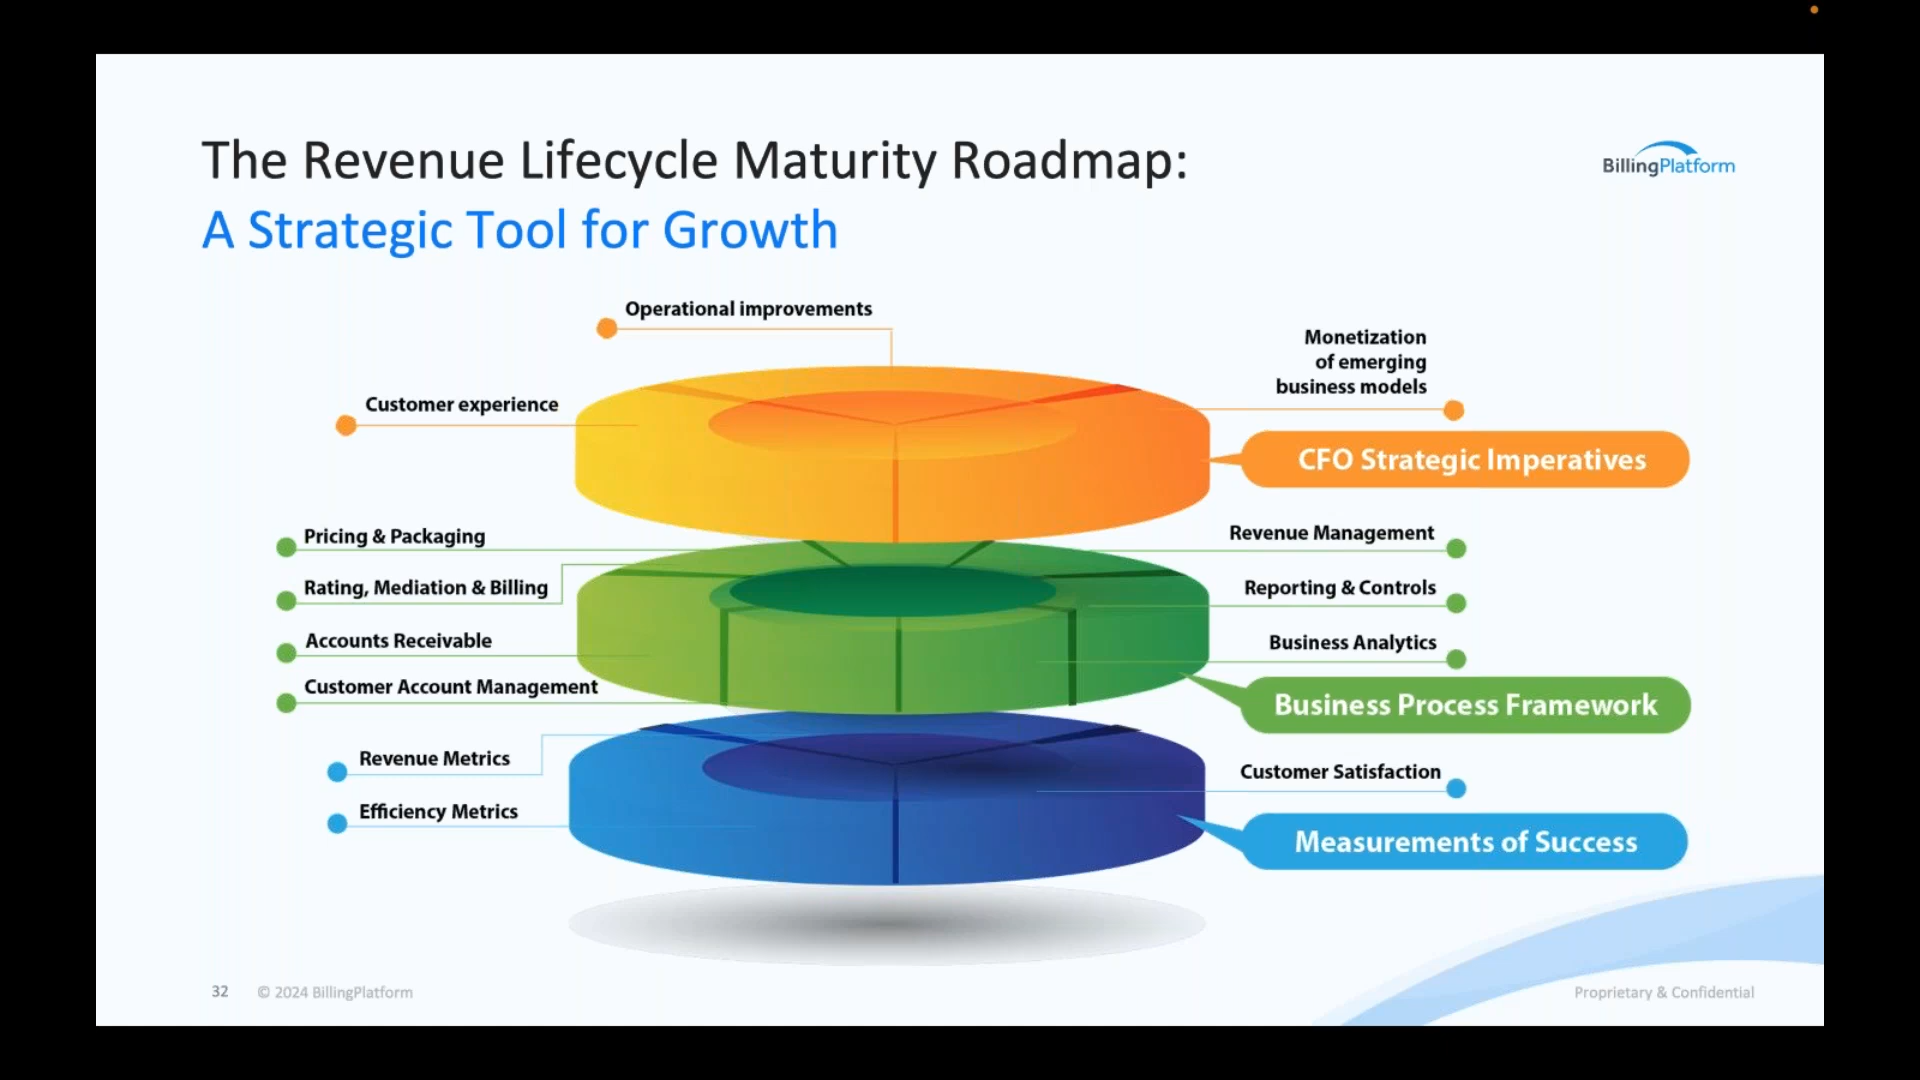 The Revenue Lifecycle Maturity Roadmap:
A Strategic Tool for Growth
BillingPlatform
Operational improvements
Customer experience
Monetization
of emerging
business models
CFO Strategic Imperatives
Pricing & Packaging
Rating, Mediation & Billing
Accounts Receivable
Customer Account Management
Revenue Management
Reporting & Controls
Business Analytics
Business Process Framework
Revenue Metrics
Efficiency Metrics
Customer Satisfaction
Measurements of Success
32 © 2024 BillingPlatform
Proprietary & Confidential